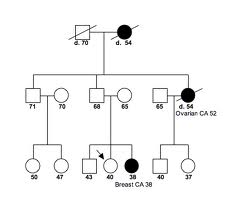 d. 70 d. 54
71 70 68 65 65 d. 54
Ovarian CA 52
50 47 43 40 38 40 37
Breast CA 38